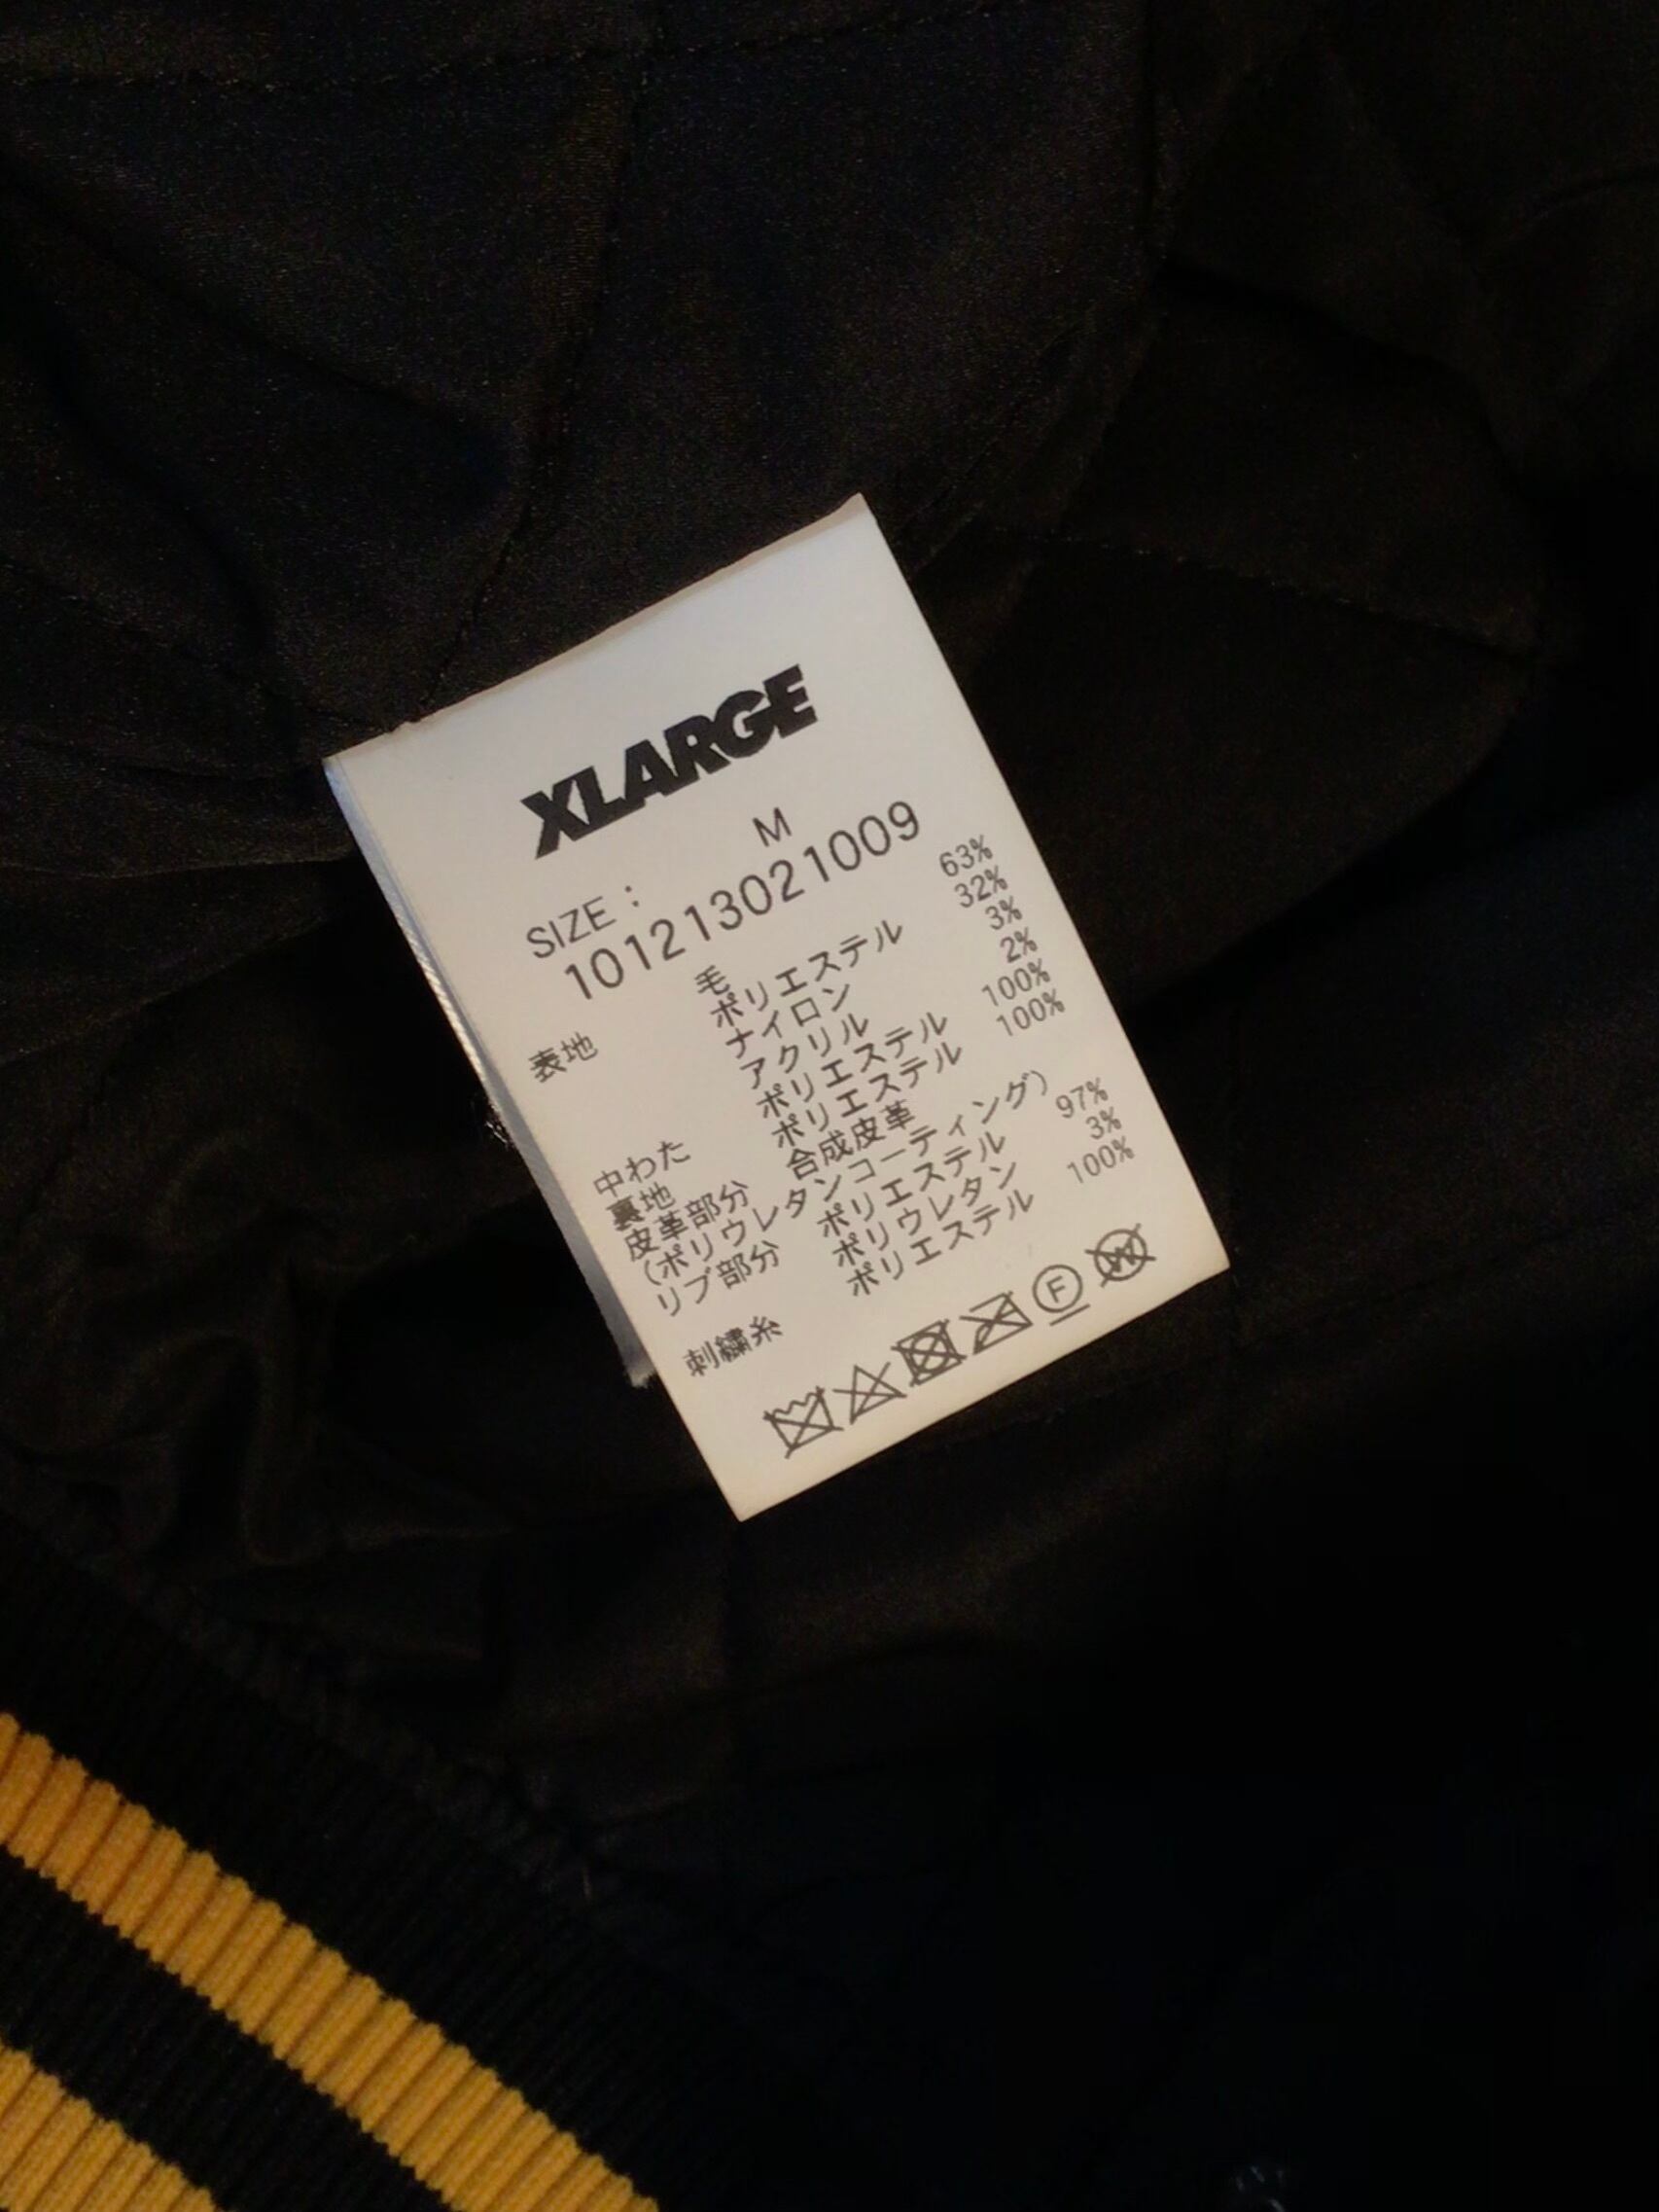 XLARGE
SIZE： M
101213021009
表地 毛 63%
ポリエステル 32%
ナイロン 3%
アクリル 2%
中わた ポリエステル 100%
裏地 ポリエステル 100%
皮革部分 合成皮革
(ポリウレタンコーティング)
リブ部分 ポリエステル 97%
ポリウレタン 3%
刺繍糸 ポリエステル 100%
F W